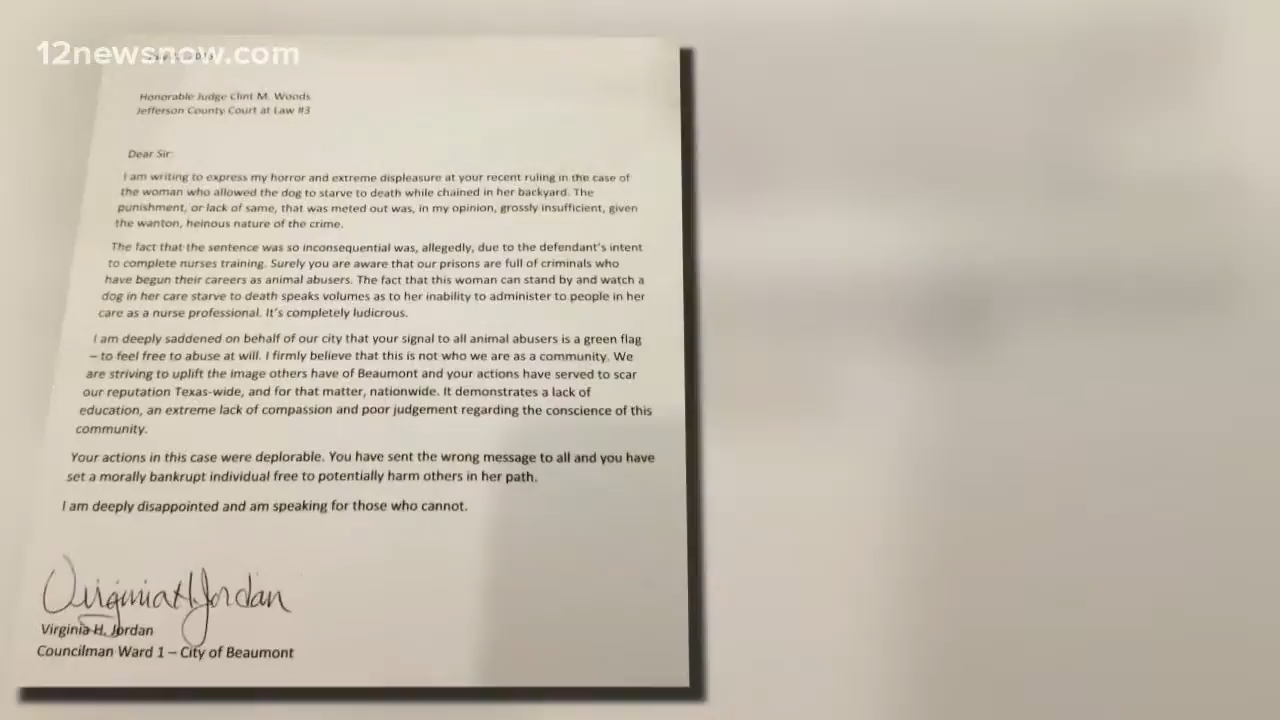 12newsnow.com
Honorable Judge Clint M. Woods
Jefferson County Court at Law #3
Dear Sir:
I am writing to express my horror and extreme displeasure at your recent ruling in the case of
the woman who allowed the dog to starve to death while chained in her backyard. The
punishment, or lack of same, that was meted out was, in my opinion, grossly insufficient, given
the wanton, heinous nature of the crime.
The fact that the sentence was so inconsequential was, allegedly, due to the defendant's intent
to complete nurses training. Surely you are aware that our prisons are full of criminals who
have begun their careers as animal abusers. The fact that this woman can stand by and watch a
dog in her care starve to death speaks volumes as to her inability to administer to people in her
care as a nurse professional. It's completely ludicrous.
I am deeply saddened on behalf of our city that your signal to all animal abusers is a green flag
– to feel free to abuse at will. I firmly believe that this is not who we are as a community. We
are striving to uplift the image others have of Beaumont and your actions have served to scar
our reputation Texas-wide, and for that matter, nationwide. It demonstrates a lack of
education, an extreme lack of compassion and poor judgement regarding the conscience of this
community.
Your actions in this case were deplorable. You have sent the wrong message to all and you have
set a morally bankrupt individual free to potentially harm others in her path.
I am deeply disappointed and am speaking for those who cannot.
Virginia H. Jordan
Virginia H. Jordan
Councilman Ward 1 – City of Beaumont